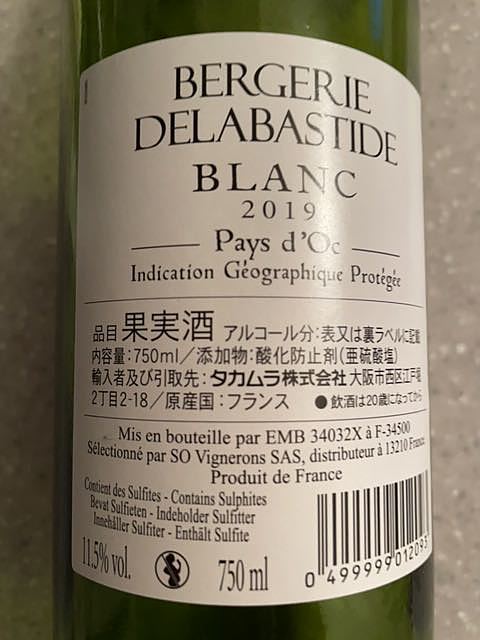 BERGERIE
DELABASTIDE
BLANC
2019
Pays d'Oc
Indication Géographique Protégée
品目 果実酒 アルコール分:表又は裏ラベルに記載
内容量:750ml/添加物:酸化防止剤(亜硫酸塩)
輸入者及び引取先:タカムラ株式会社 大阪市西区江戸堀
2丁目2-18/原産国:フランス ●飲酒は20歳になってから
Mis en bouteille par EMB 34032X à F-34500
Sélectionné par SO Vignerons SAS, distributeur à 13210 France
Produit de France
Contient des Sulfites - Contains Sulphites
Bevat Sulfieten - Indeholder Sulfitter
Innehåller Sulfiter - Enthält Sulfite
11.5% vol.
750 ml
0 499999 012093